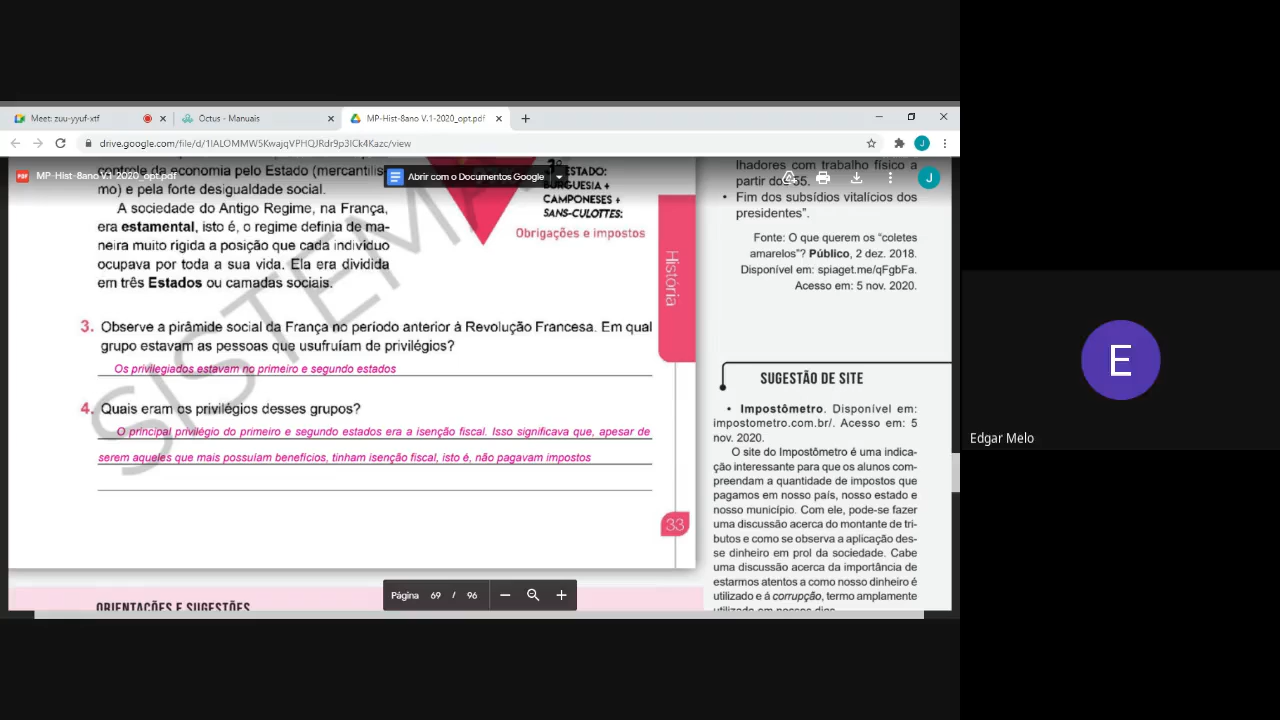 Meet: zuu-yyuf-xtf
Octus - Manuais
MP-Hist-8ano V.1-2020_opt.pdf
drive.google.com/file/d/1IALOMMW5KwajqVPHQJRdr9p3ICk4Kazc/view
J
MP-Hist-8ano V.1-2020_opt.pdf
Abrir com o Documentos Google
J
controle da economia pelo Estado (mercantilis-
mo) e pela forte desigualdade social.
A sociedade do Antigo Regime, na França,
era estamental, isto é, o regime definia de ma-
neira muito rígida a posição que cada indivíduo
ocupava por toda a sua vida. Ela era dividida
em três Estados ou camadas sociais.
ESTADO:
BURGUESIA +
CAMPONESES +
SANS-CULOTTES:
Obrigações e impostos
História
SISTEMA
3. Observe a pirâmide social da França no período anterior à Revolução Francesa. Em qual
grupo estavam as pessoas que usufruíam de privilégios?
Os privilegiados estavam no primeiro e segundo estados
4. Quais eram os privilégios desses grupos?
O principal privilégio do primeiro e segundo estados era a isenção fiscal. Isso significava que, apesar de
serem aqueles que mais possuíam benefícios, tinham isenção fiscal, isto é, não pagavam impostos
33
ORIENTAÇÕES E SUGESTÕES
Página 69 / 96
lhadores com trabalho físico a
partir dos 55.
• Fim dos subsídios vitalícios dos
presidentes”.
Fonte: O que querem os “coletes
amarelos”? Público, 2 dez. 2018.
Disponível em: spiaget.me/qFgbFa.
Acesso em: 5 nov. 2020.
SUGESTÃO DE SITE
• Impostômetro. Disponível em:
impostometro.com.br/. Acesso em: 5
nov. 2020.
O site do Impostômetro é uma indica-
ção interessante para que os alunos com-
preendam a quantidade de impostos que
pagamos em nosso país, nosso estado e
nosso município. Com ele, pode-se fazer
uma discussão acerca do montante de tri-
butos e como se observa a aplicação des-
se dinheiro em prol da sociedade. Cabe
uma discussão acerca da importância de
estarmos atentos a como nosso dinheiro é
utilizado e à corrupção, termo amplamente
utilizado em nossos dias.
E
Edgar Melo